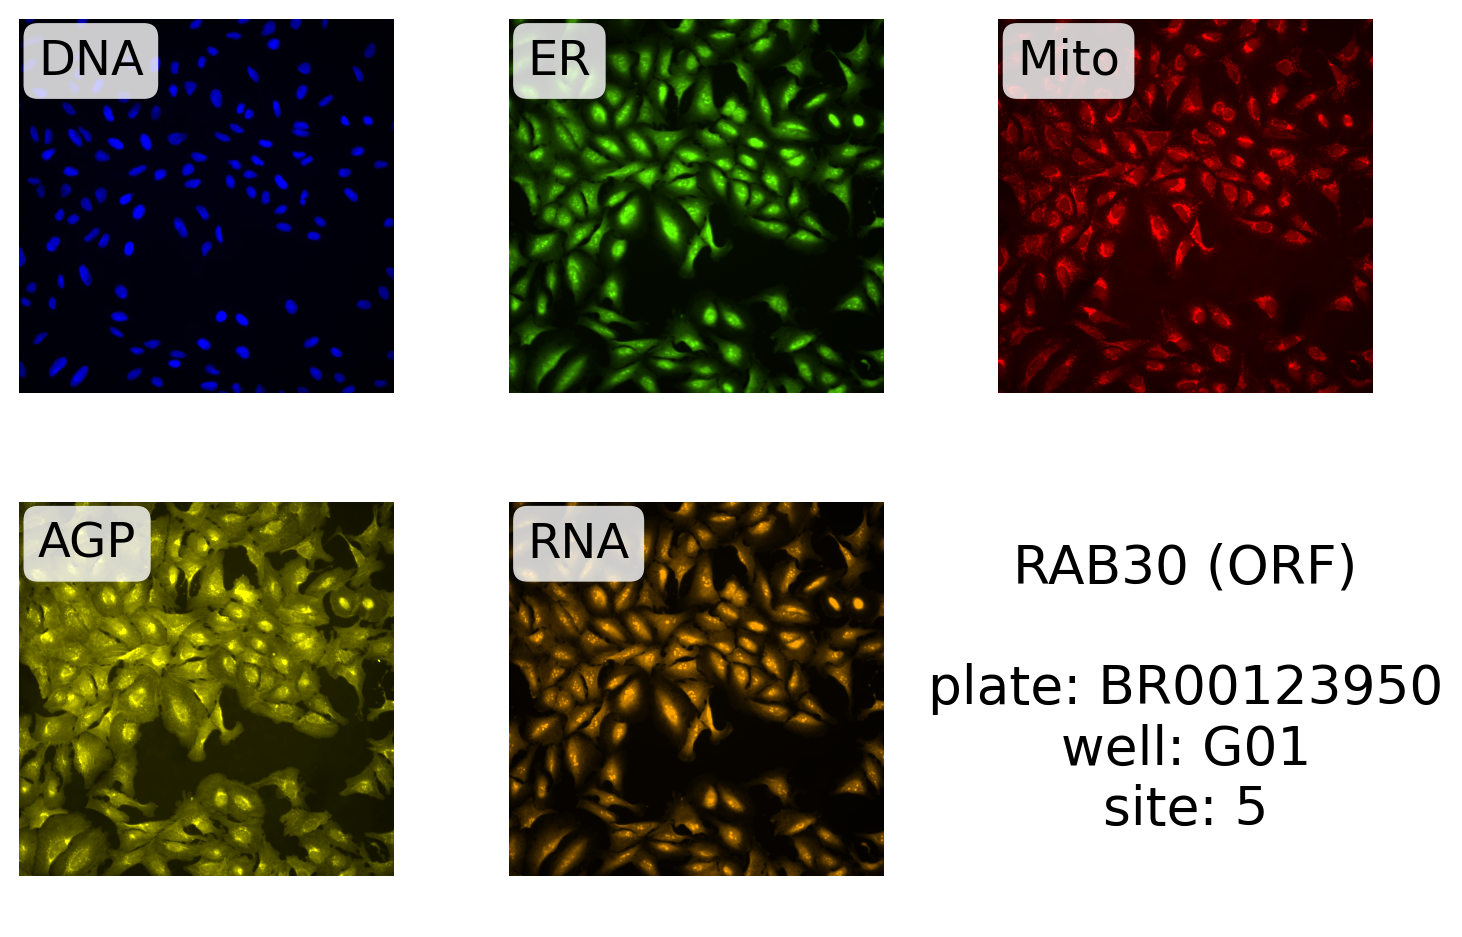 DNA
ER
Mito
AGP
RNA
RAB30 (ORF)
plate: BR00123950
well: G01
site: 5